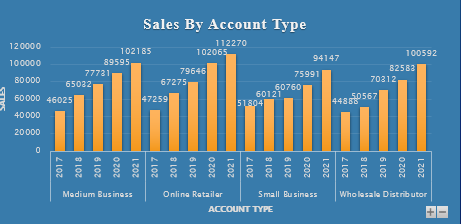 Sales By Account Type
SALES
120000
100000
80000
60000
40000
20000
0
46025 65032 77731 89595 102185 47259 67275 79646 102065 112270 51804 60121 60760 75991 94147 44888 50567 70312 82583 100592
2017 2018 2019 2020 2021 2017 2018 2019 2020 2021 2017 2018 2019 2020 2021 2017 2018 2019 2020 2021
Medium Business Online Retailer Small Business Wholesale Distributor
ACCOUNT TYPE